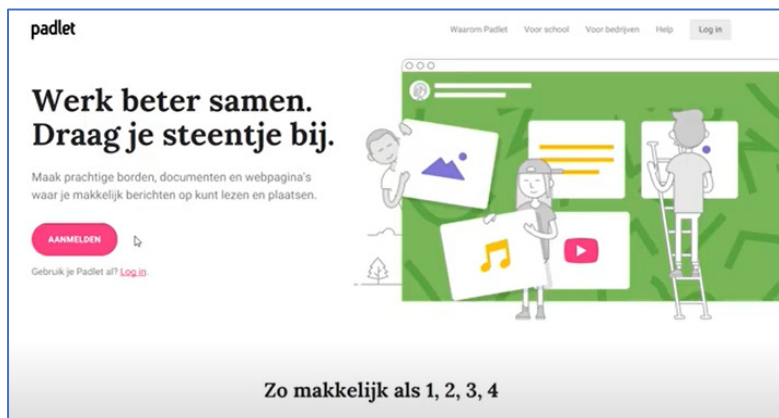 padlet
Waarom Padlet Voor school Voor bedrijven Help Log in
Werk beter samen.
Draag je steentje bij.
Maak prachtige borden, documenten en webpagina's
waar je makkelijk berichten op kunt lezen en plaatsen.
AANMELDEN
Gebruik je Padlet al? Log in.
Zo makkelijk als 1, 2, 3, 4